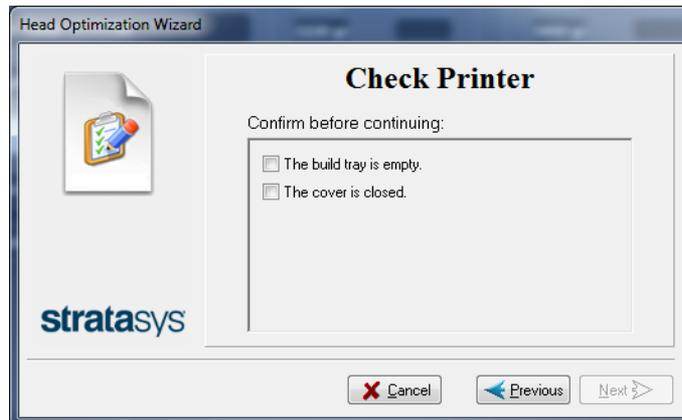 Head Optimization Wizard
Check Printer
Confirm before continuing:
The build tray is empty.
The cover is closed.
stratasys
Cancel
Previous
Next